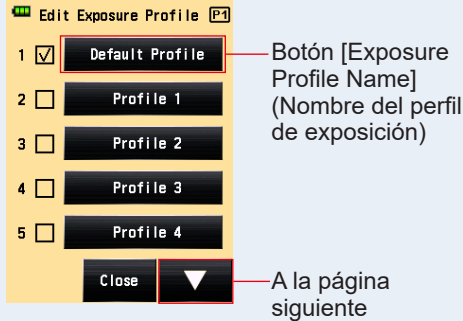 Edit Exposure Profile P1
1 Default Profile
2 Profile 1
3 Profile 2
4 Profile 3
5 Profile 4
Close
Botón [Exposure
Profile Name]
(Nombre del perfil
de exposición)
A la página
siguiente